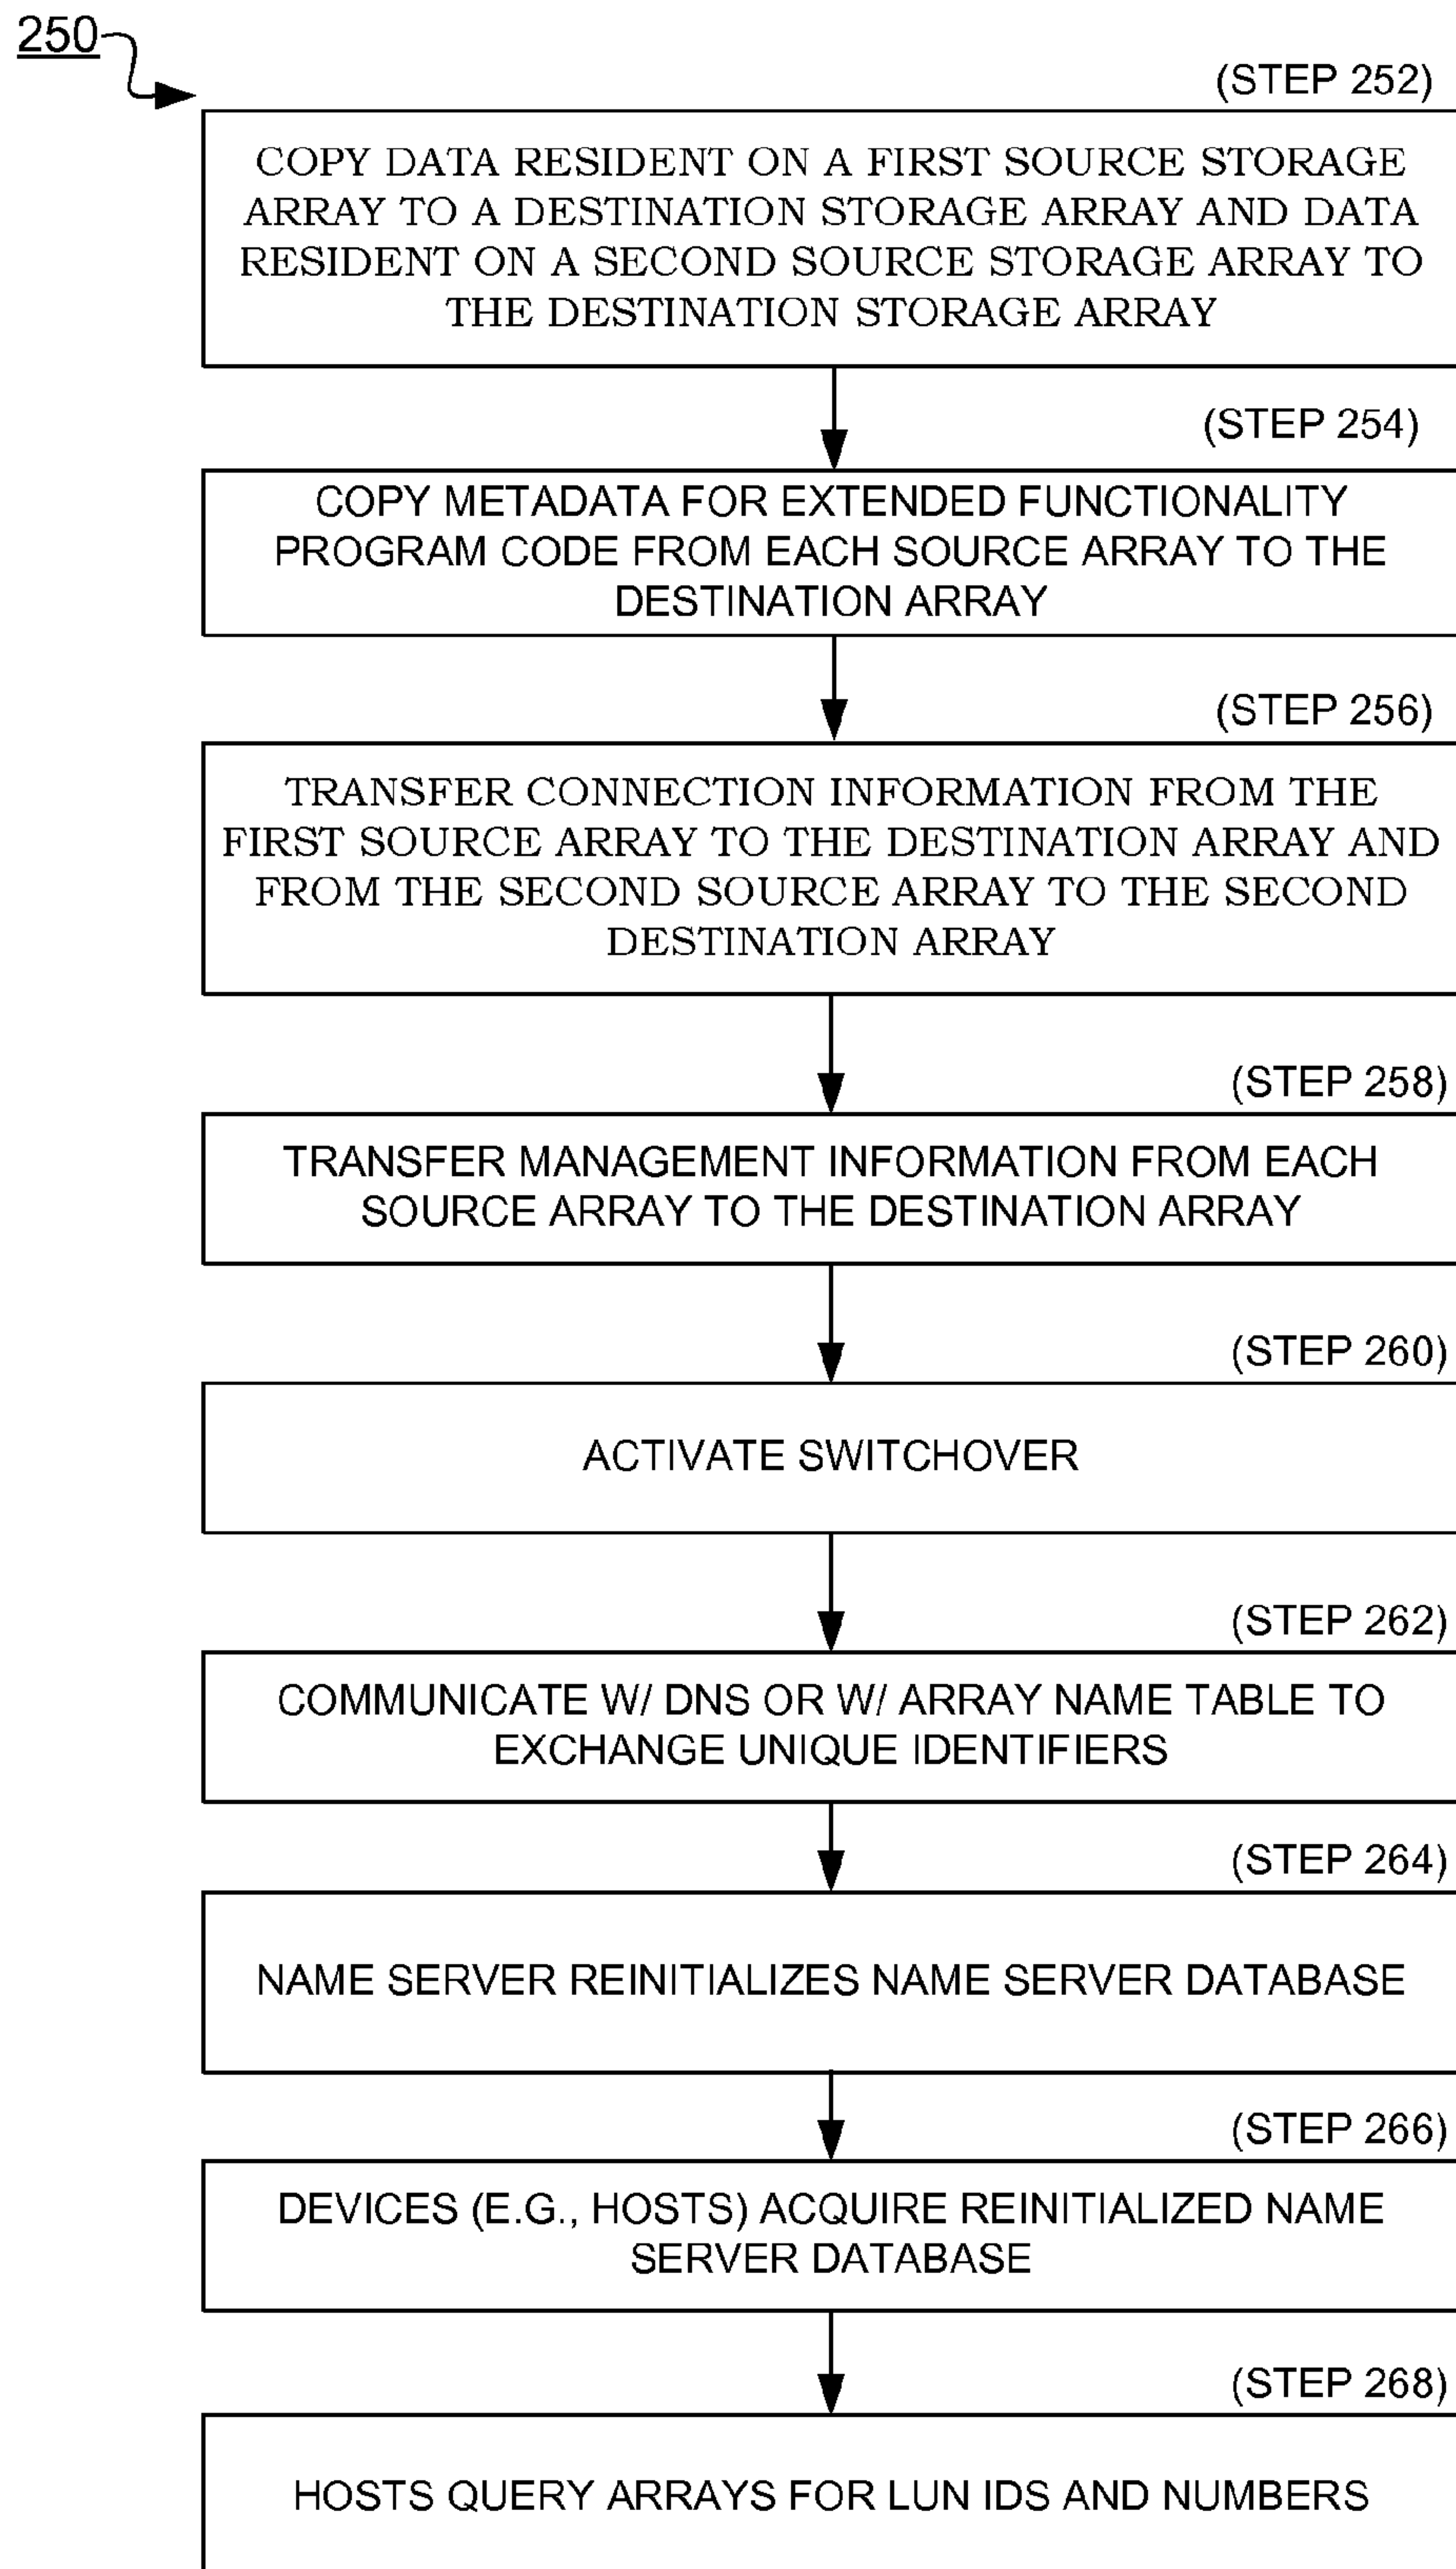 250
(STEP 252)
COPY DATA RESIDENT ON A FIRST SOURCE STORAGE
ARRAY TO A DESTINATION STORAGE ARRAY AND DATA
RESIDENT ON A SECOND SOURCE STORAGE ARRAY TO
THE DESTINATION STORAGE ARRAY
(STEP 254)
COPY METADATA FOR EXTENDED FUNCTIONALITY
PROGRAM CODE FROM EACH SOURCE ARRAY TO THE
DESTINATION ARRAY
(STEP 256)
TRANSFER CONNECTION INFORMATION FROM THE
FIRST SOURCE ARRAY TO THE DESTINATION ARRAY AND
FROM THE SECOND SOURCE ARRAY TO THE SECOND
DESTINATION ARRAY
(STEP 258)
TRANSFER MANAGEMENT INFORMATION FROM EACH
SOURCE ARRAY TO THE DESTINATION ARRAY
(STEP 260)
ACTIVATE SWITCHOVER
(STEP 262)
COMMUNICATE W/ DNS OR W/ ARRAY NAME TABLE TO
EXCHANGE UNIQUE IDENTIFIERS
(STEP 264)
NAME SERVER REINITIALIZES NAME SERVER DATABASE
(STEP 266)
DEVICES (E.G., HOSTS) ACQUIRE REINITIALIZED NAME
SERVER DATABASE
(STEP 268)
HOSTS QUERY ARRAYS FOR LUN IDS AND NUMBERS